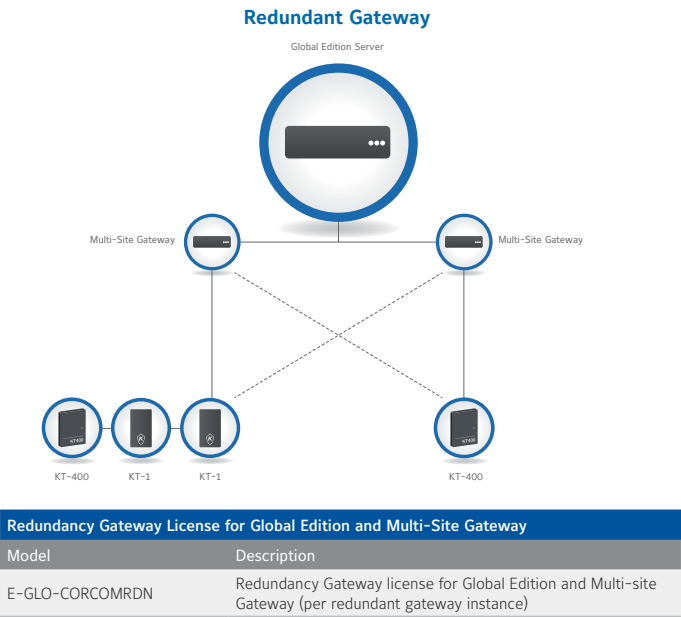 Redundant Gateway
Global Edition Server
Multi-Site Gateway
Multi-Site Gateway
KT400
KT400
KT-400
KT-1
KT-1
KT-400
Redundancy Gateway License for Global Edition and Multi-Site Gateway
Model
Description
E-GLO-CORCOMRDN
Redundancy Gateway license for Global Edition and Multi-site
Gateway (per redundant gateway instance)